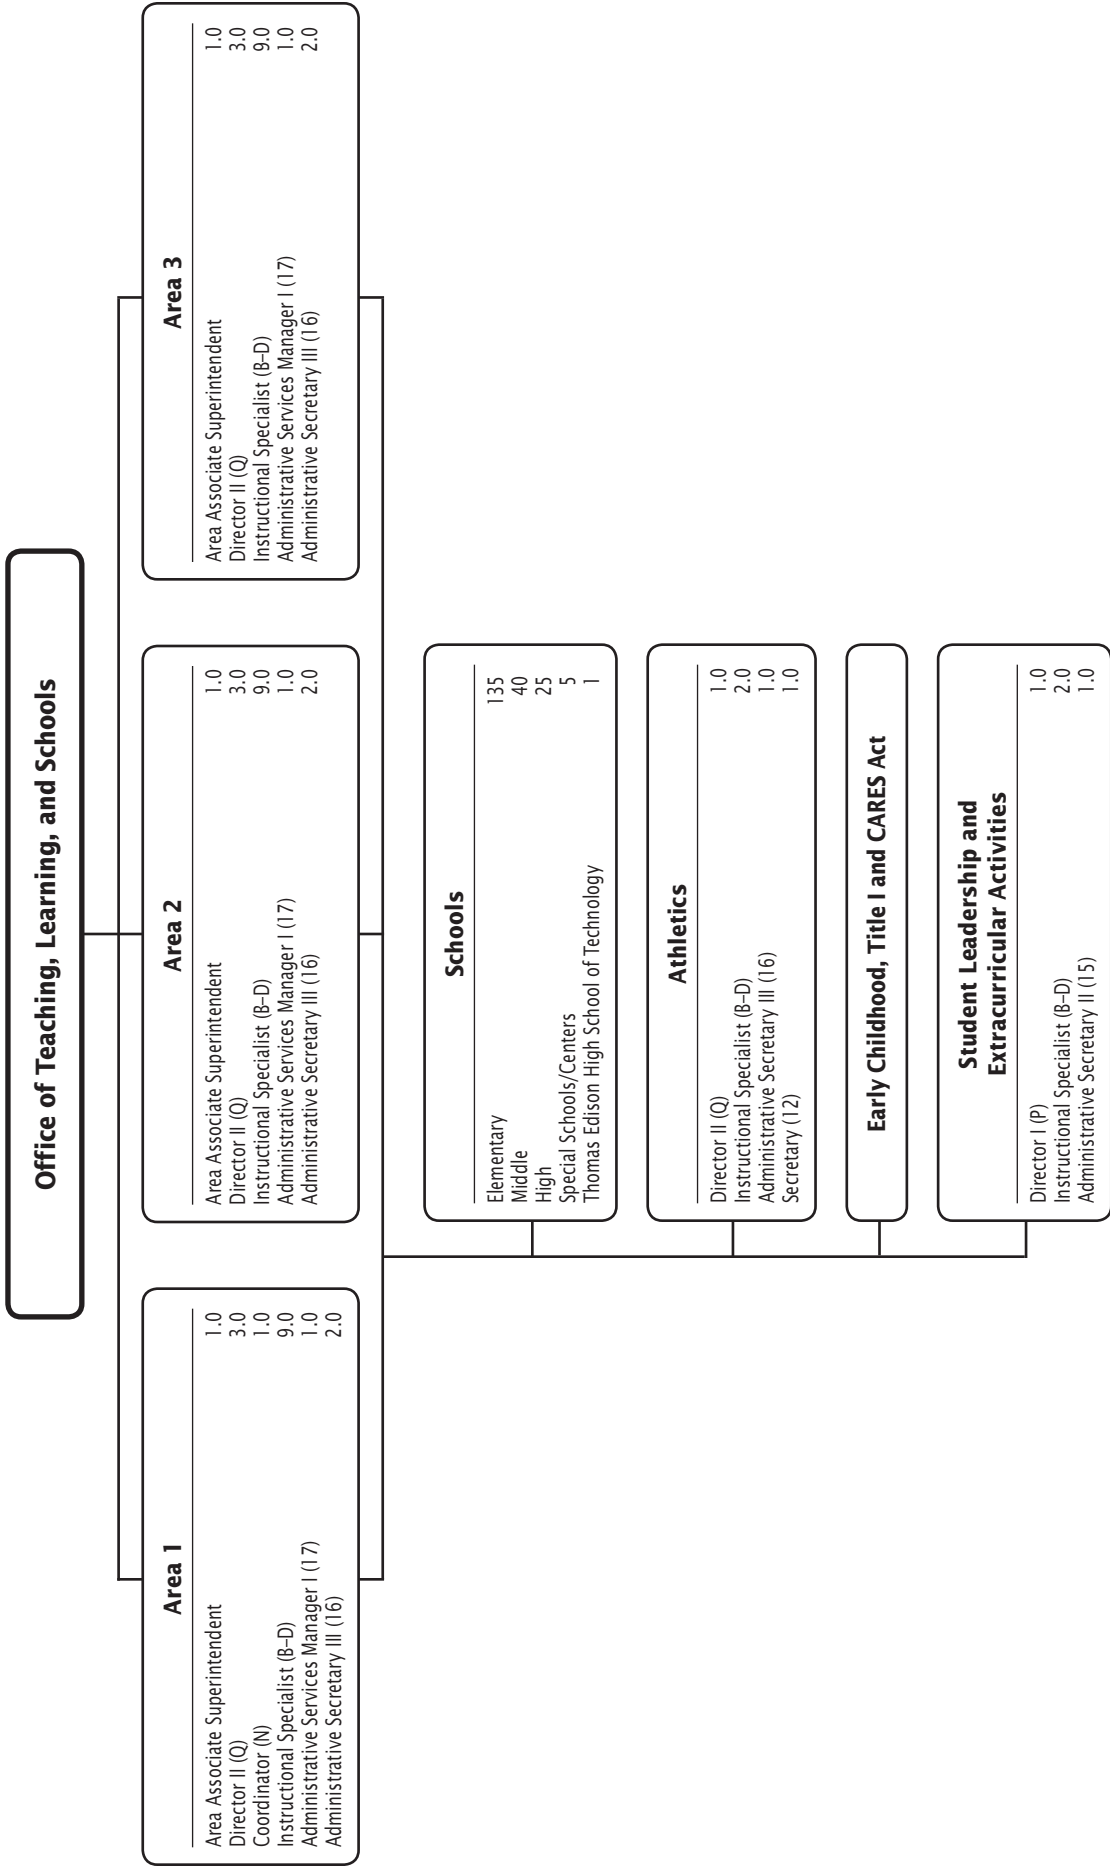 Office of Teaching, Learning, and Schools
Area 1
Area Associate Superintendent 1.0
Director II (Q) 3.0
Coordinator (N) 1.0
Instructional Specialist (B–D) 9.0
Administrative Services Manager I (17) 1.0
Administrative Secretary III (16) 2.0
Area 2
Area Associate Superintendent 1.0
Director II (Q) 3.0
Instructional Specialist (B–D) 9.0
Administrative Services Manager I (17) 1.0
Administrative Secretary III (16) 2.0
Area 3
Area Associate Superintendent 1.0
Director II (Q) 3.0
Instructional Specialist (B–D) 9.0
Administrative Services Manager I (17) 1.0
Administrative Secretary III (16) 2.0
Schools
Elementary 135
Middle 40
High 25
Special Schools/Centers 5
Thomas Edison High School of Technology 1
Athletics
Director II (Q) 1.0
Instructional Specialist (B–D) 2.0
Administrative Secretary III (16) 1.0
Secretary (12) 1.0
Early Childhood, Title I and CARES Act
Student Leadership and
Extracurricular Activities
Director I (P) 1.0
Instructional Specialist (B–D) 2.0
Administrative Secretary II (15) 1.0